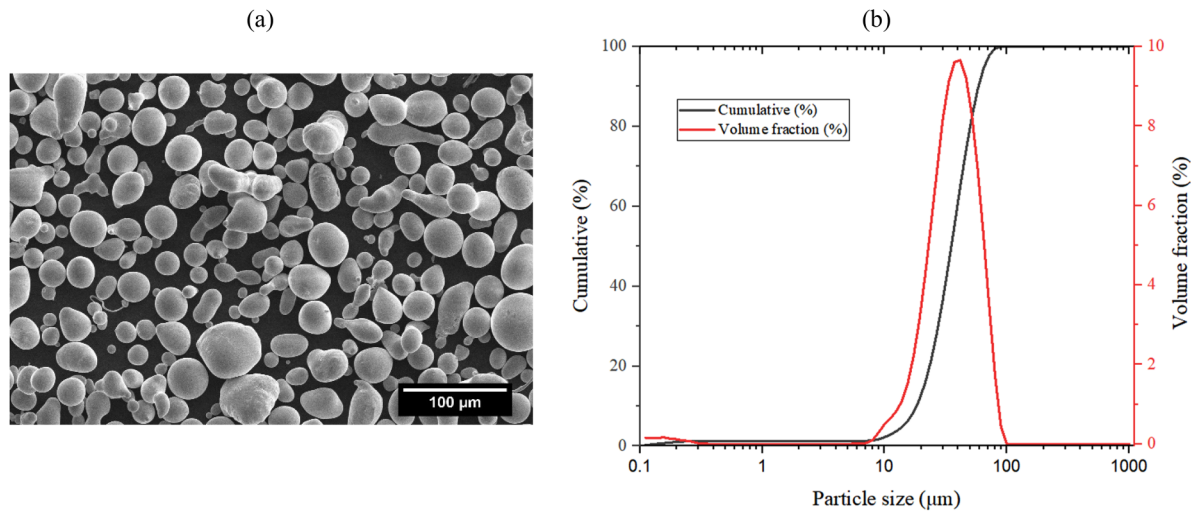 (a)
(b)
100 μm
100
80
60
40
20
0
Cumulative (%)
Cumulative (%)
Volume fraction (%)
10
8
6
4
2
0
Volume fraction (%)
0.1
1
10
100
1000
Particle size (μm)